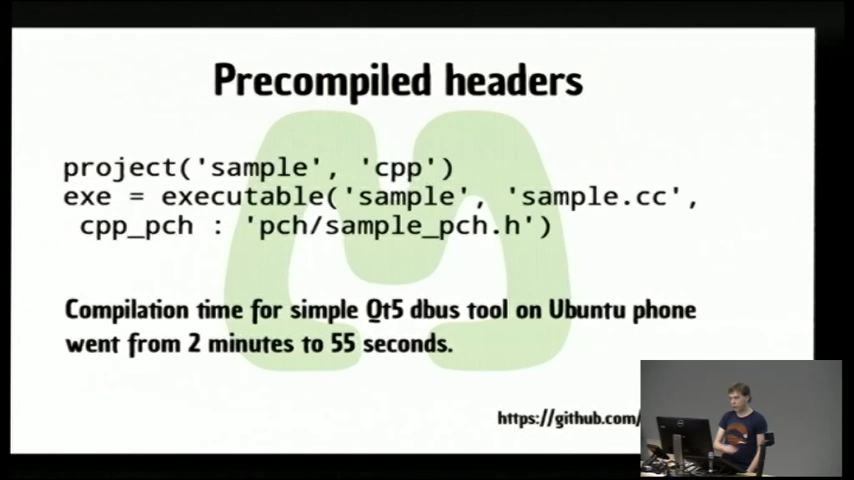 Precompiled headers
project('sample', 'cpp')
exe = executable('sample', 'sample.cc',
cpp_pch : 'pch/sample_pch.h')
Compilation time for simple Qt5 dbus tool on Ubuntu phone
went from 2 minutes to 55 seconds.
https://github.com/